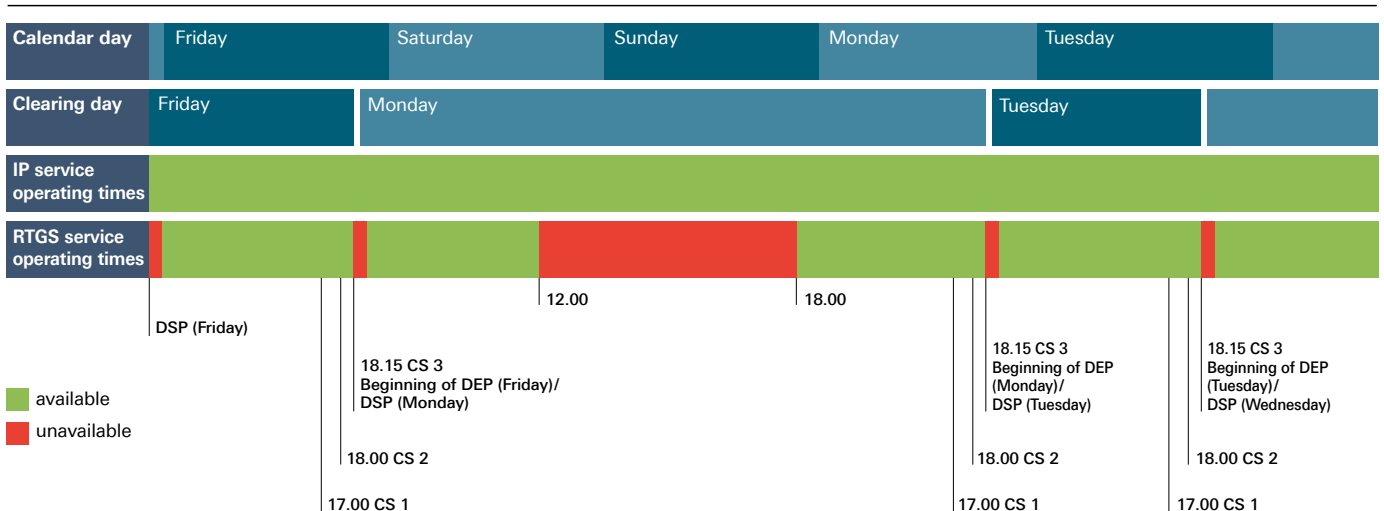 Calendar day
Friday
Saturday
Sunday
Monday
Tuesday
Clearing day
Friday
Monday
Tuesday
IP service
operating times
RTGS service
operating times
DSP (Friday)
12.00
18.00
18.15 CS 3
Beginning of DEP (Friday)/
DSP (Monday)
18.15 CS 3
Beginning of DEP
(Monday)/
DSP (Tuesday)
18.15 CS 3
Beginning of DEP
(Tuesday)/
DSP (Wednesday)
available
unavailable
18.00 CS 2
18.00 CS 2
18.00 CS 2
17.00 CS 1
17.00 CS 1
17.00 CS 1